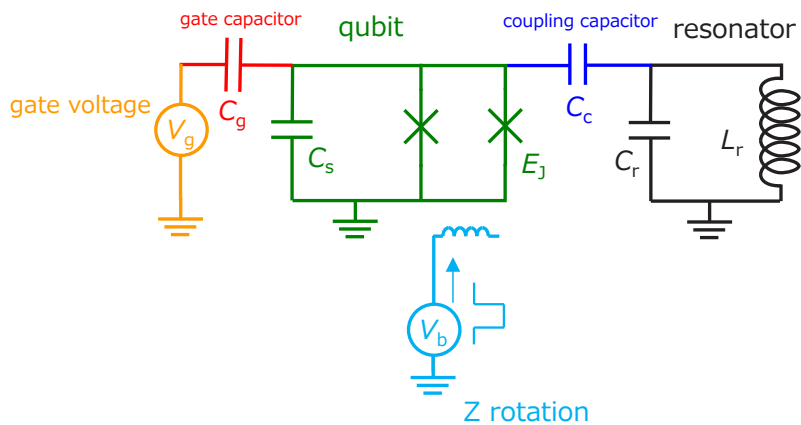 gate capacitor
qubit
coupling capacitor
resonator
gate voltage
Vg
Cg
Cs
EJ
Cc
Cr
Lr
Vb
Z rotation